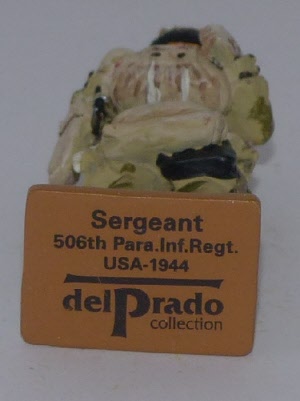 Sergeant
506th Para.Inf.Regt.
USA-1944
delPrado
collection